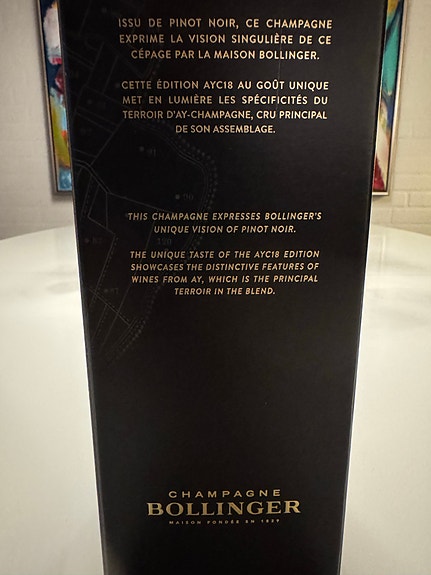 ISSU DE PINOT NOIR, CE CHAMPAGNE
EXPRIME LA VISION SINGULIÈRE DE CE
CÉPAGE PAR LA MAISON BOLLINGER.
CETTE ÉDITION AYC18 AU GOÛT UNIQUE
MET EN LUMIÈRE LES SPÉCIFICITÉS DU
TERROIR D'AY-CHAMPAGNE, CRU PRINCIPAL
DE SON ASSEMBLAGE.
THIS CHAMPAGNE EXPRESSES BOLLINGER'S
UNIQUE VISION OF PINOT NOIR.
THE UNIQUE TASTE OF THE AYC18 EDITION
SHOWCASES THE DISTINCTIVE FEATURES OF
WINES FROM AY, WHICH IS THE PRINCIPAL
TERROIR IN THE BLEND.
CHAMPAGNE
BOLLINGER
MAISON FONDÉE EN 1829